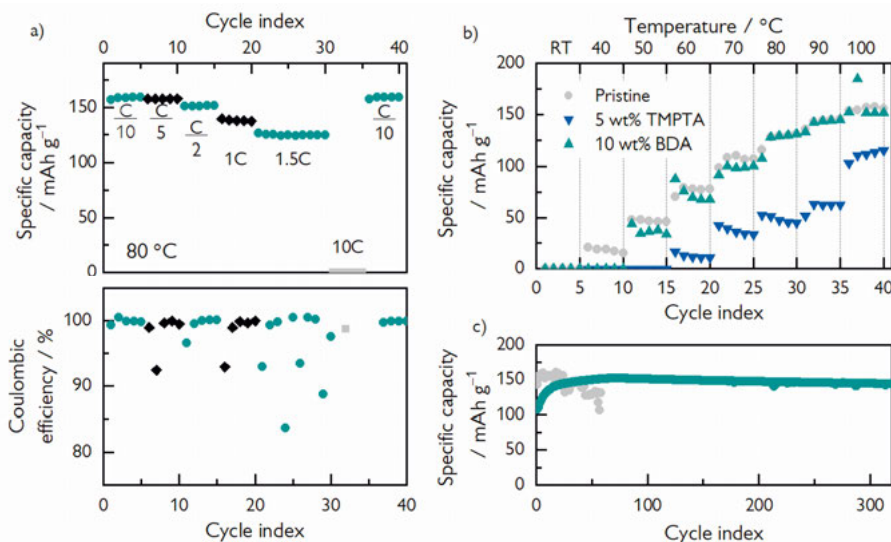 a)
Cycle index
0 10 20 30 40
Specific capacity
/ mAh g⁻¹
200
150
100
50
0
C
10
C
5
C
2
1C
1.5C
10C
C
10
80 °C
Coulombic
efficiency / %
100
90
80
0 10 20 30 40
Cycle index
b)
Temperature / °C
RT 40 50 60 70 80 90 100
Specific capacity
/ mAh g⁻¹
200
150
100
50
0
Pristine
5 wt% TMPTA
10 wt% BDA
0 5 10 15 20 25 30 35 40
Cycle index
c)
Specific capacity
/ mAh g⁻¹
200
150
100
50
0
0 100 200 300
Cycle index